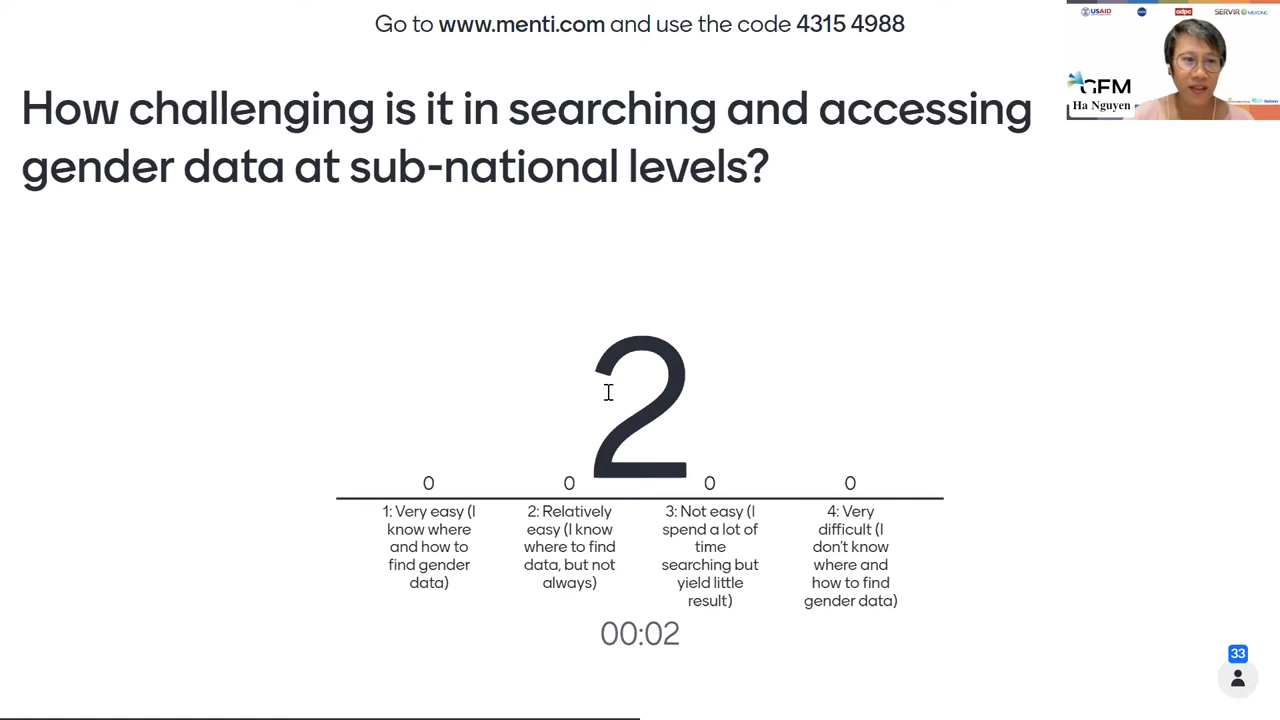 Go to www.menti.com and use the code 4315 4988
USAID
adpc
SERVIR MEKONG
GFM
Ha Nguyen
How challenging is it in searching and accessing
gender data at sub-national levels?
2
0
0
0
0
1: Very easy (I
know where
and how to
find gender
data)
2: Relatively
easy (I know
where to find
data, but not
always)
3: Not easy (I
spend a lot of
time
searching but
yield little
result)
4: Very
difficult (I
don't know
where and
how to find
gender data)
00:02
33